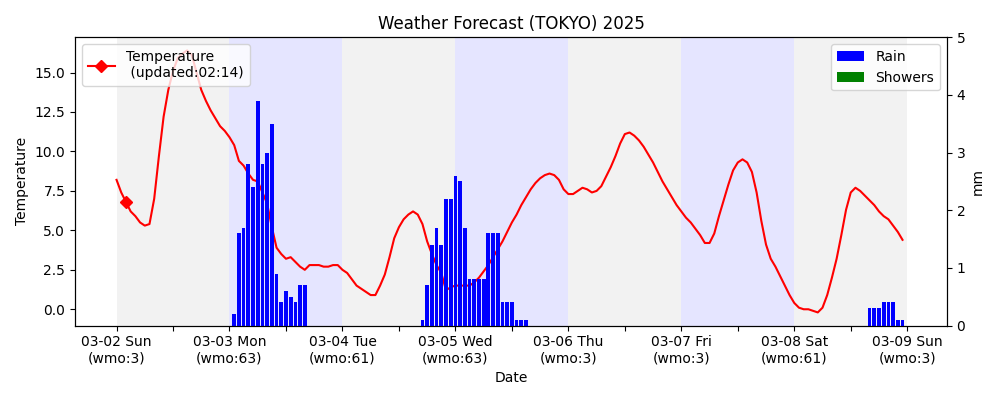 Weather Forecast (TOKYO) 2025
Temperature
(updated:02:14)
Rain
Showers
Temperature
15.0
12.5
10.0
7.5
5.0
2.5
0.0
5
4
3
2
1
0
mm
03-02 Sun
(wmo:3)
03-03 Mon
(wmo:63)
03-04 Tue
(wmo:61)
03-05 Wed
(wmo:63)
03-06 Thu
(wmo:3)
03-07 Fri
(wmo:3)
03-08 Sat
(wmo:61)
03-09 Sun
(wmo:3)
Date